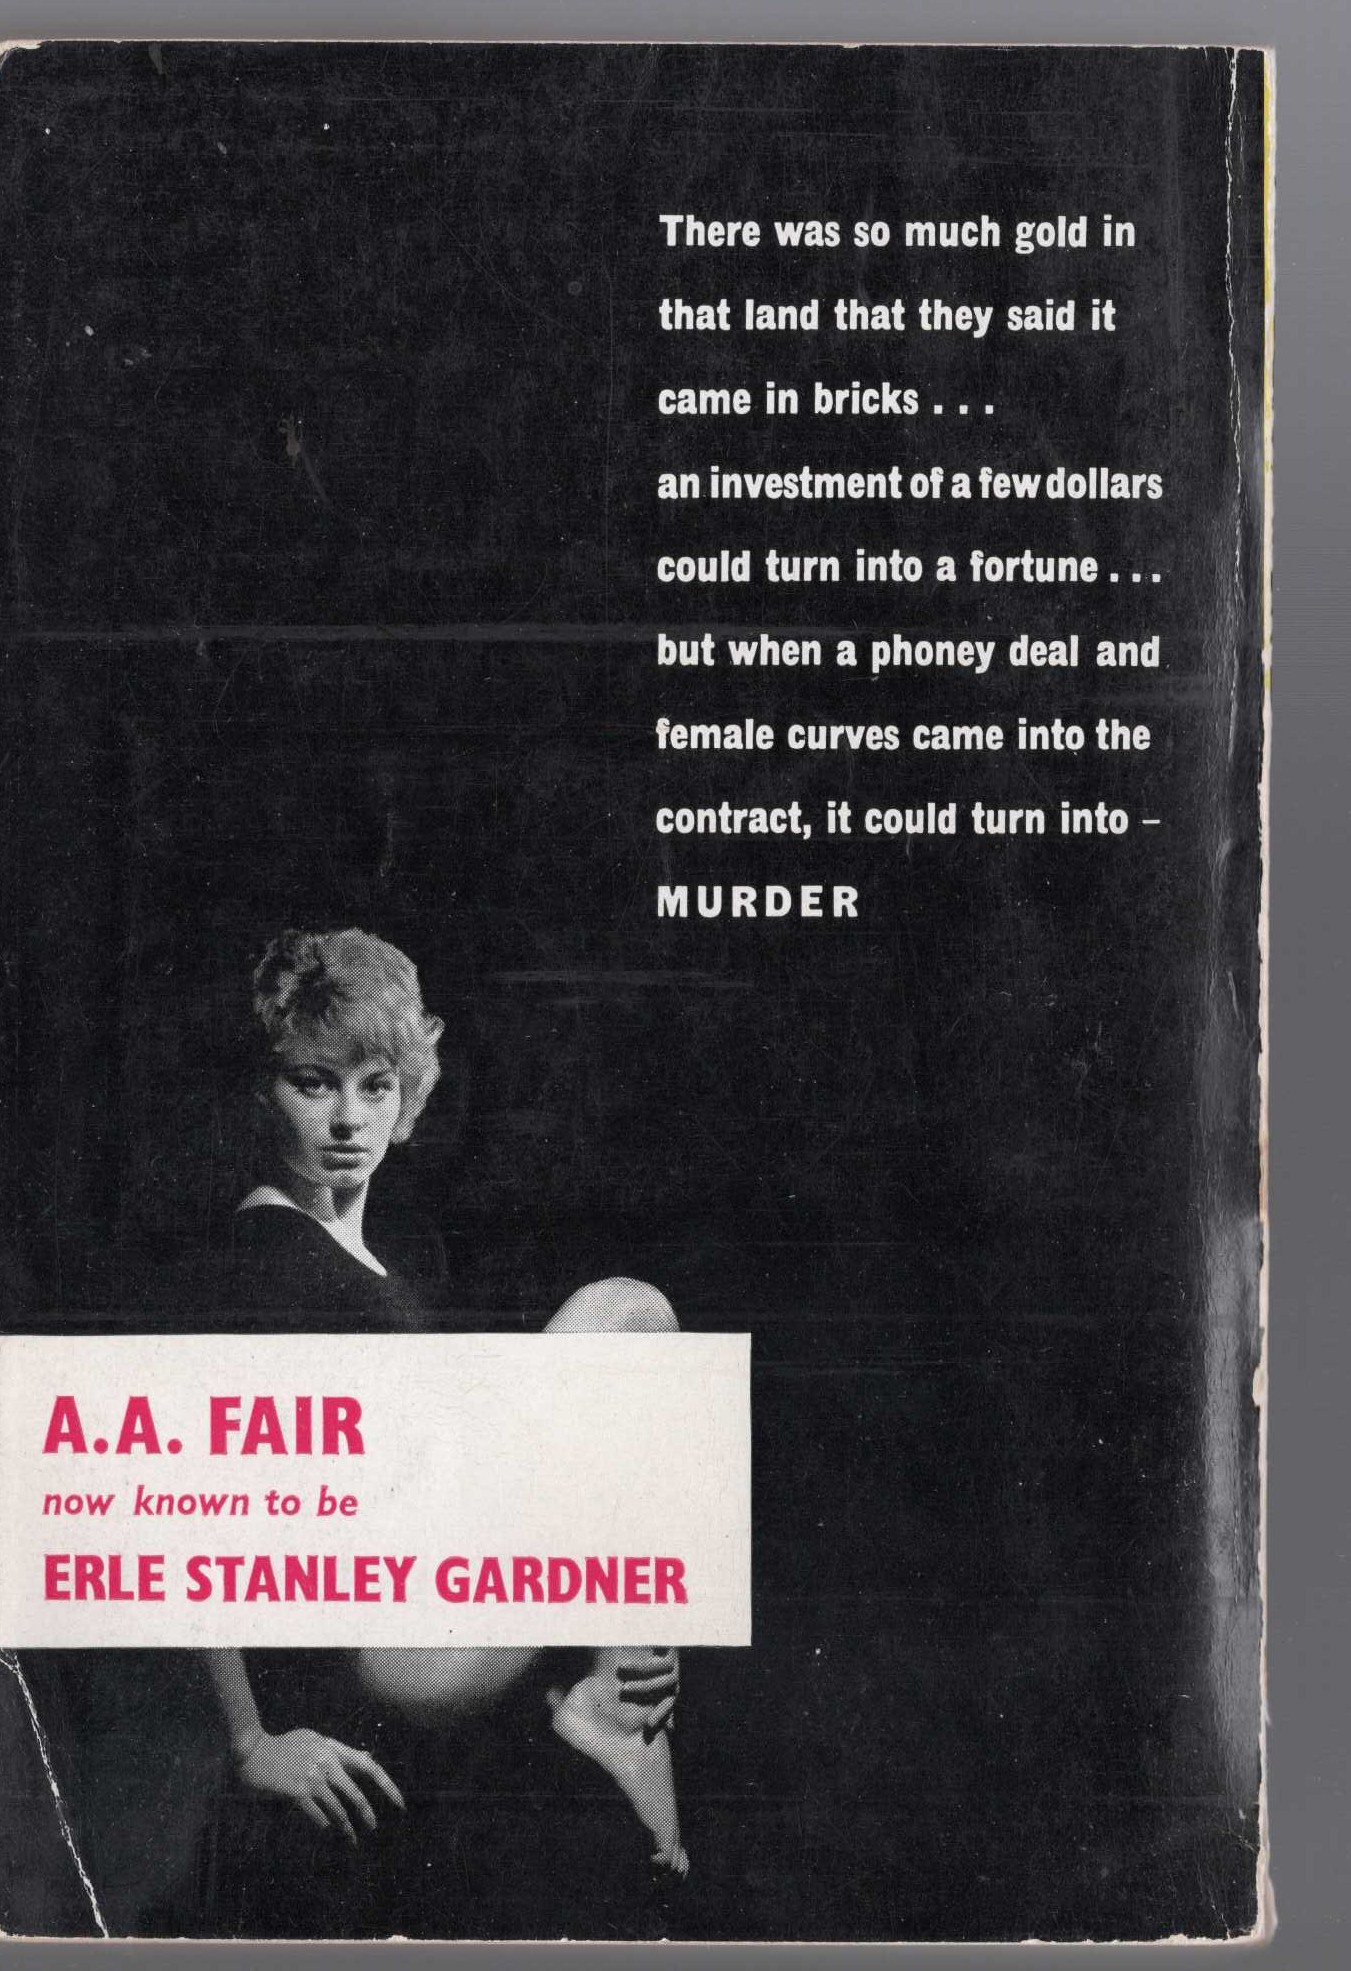 There was so much gold in
that land that they said it
came in bricks . . .
an investment of a few dollars
could turn into a fortune . . .
but when a phoney deal and
female curves came into the
contract, it could turn into –
MURDER
A.A. FAIR
now known to be
ERLE STANLEY GARDNER